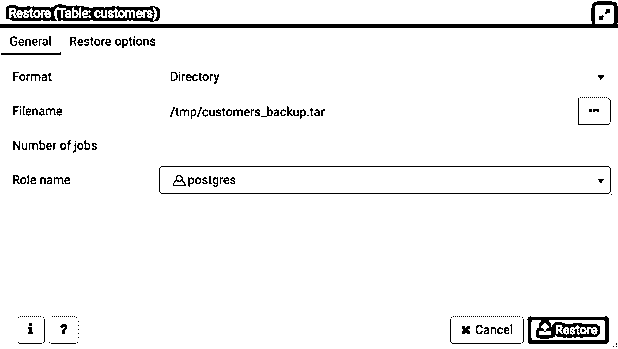 Restore (Table: customers)
General Restore options
Format Directory
Filename /tmp/customers_backup.tar
Number of jobs
Role name postgres
i ? Cancel Restore